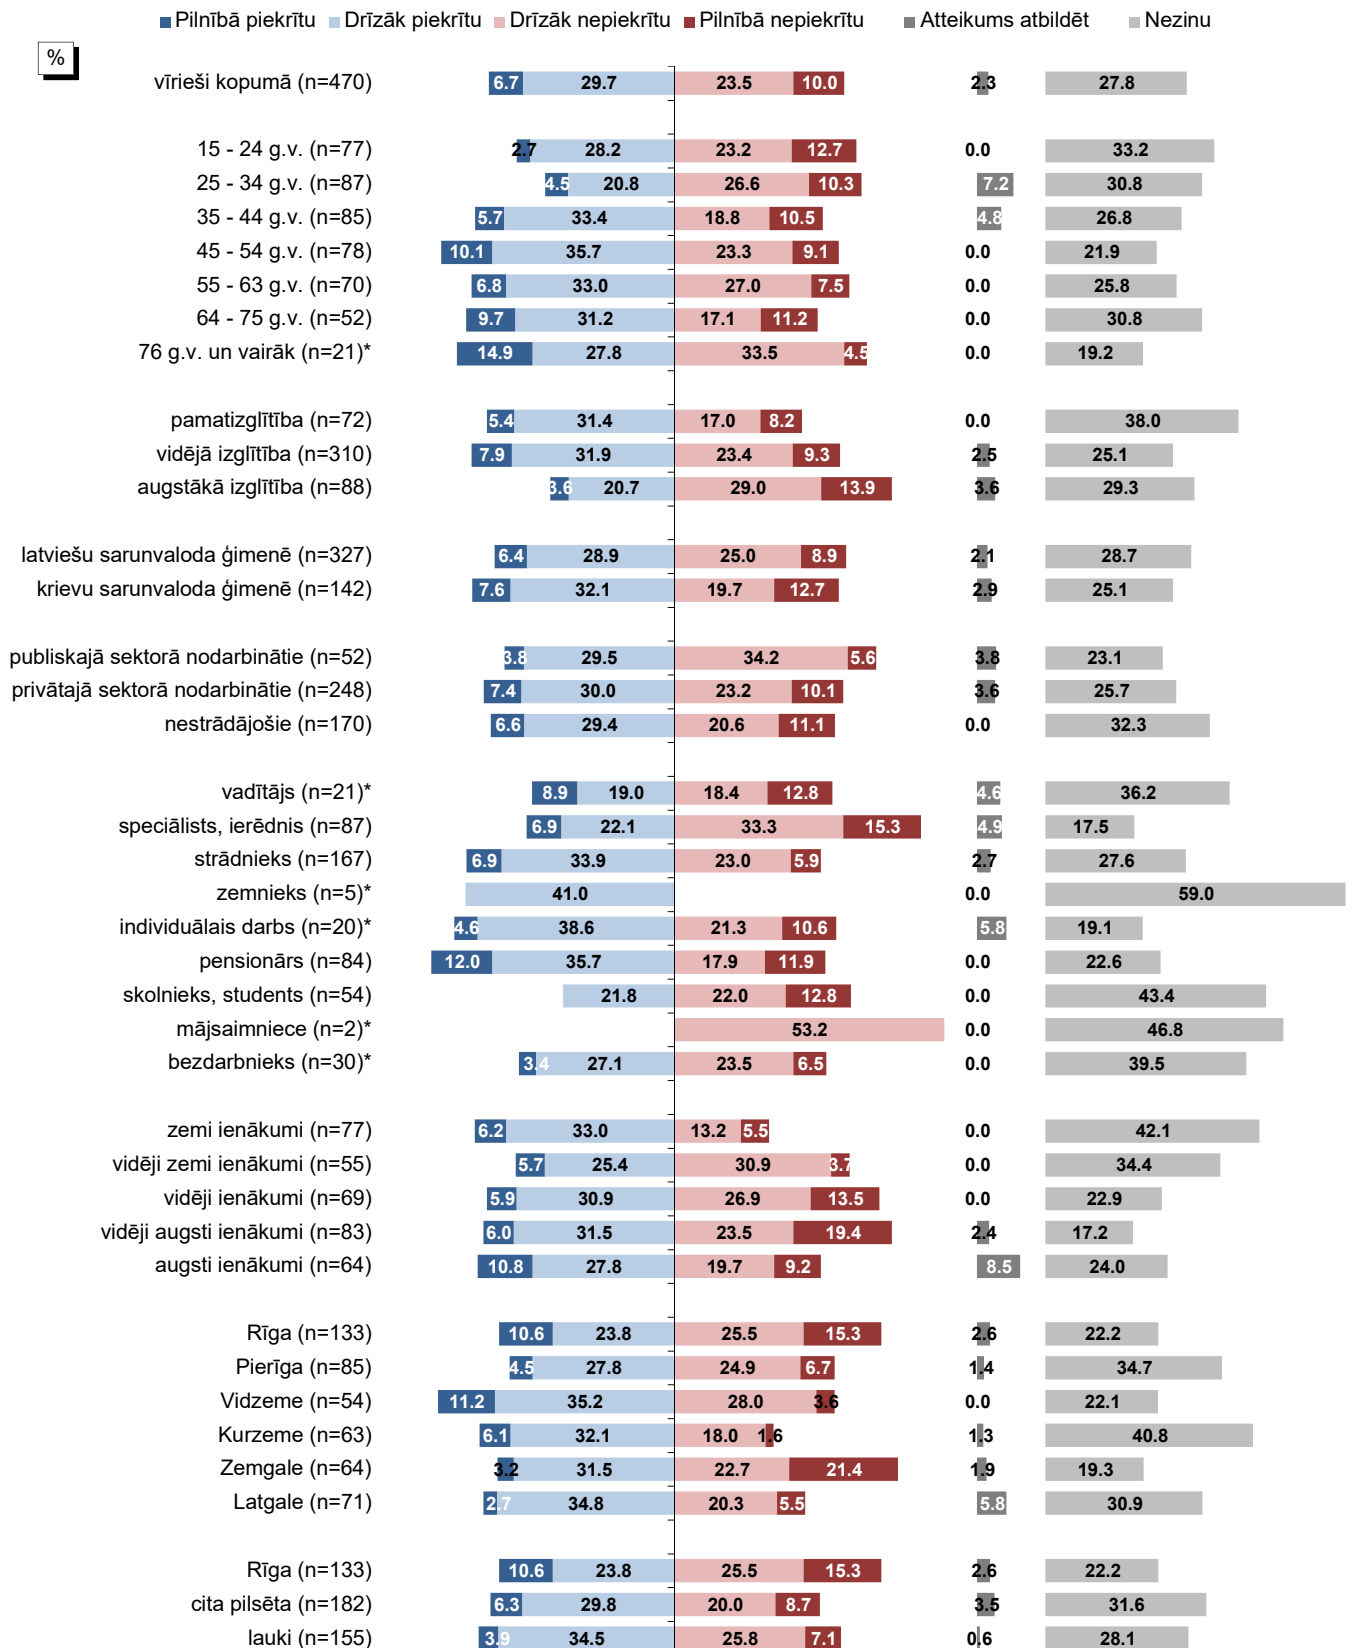 Pilnībā piekrītu Drīzāk piekrītu Drīzāk nepiekrītu Pilnībā nepiekrītu Atteikums atbildēt Nezinu
%
vīrieši kopumā (n=470) 6.7 29.7 23.5 10.0 2.3 27.8
15 - 24 g.v. (n=77) 2.7 28.2 23.2 12.7 0.0 33.2
25 - 34 g.v. (n=87) 4.5 20.8 26.6 10.3 7.2 30.8
35 - 44 g.v. (n=85) 5.7 33.4 18.8 10.5 4.8 26.8
45 - 54 g.v. (n=78) 10.1 35.7 23.3 9.1 0.0 21.9
55 - 63 g.v. (n=70) 6.8 33.0 27.0 7.5 0.0 25.8
64 - 75 g.v. (n=52) 9.7 31.2 17.1 11.2 0.0 30.8
76 g.v. un vairāk (n=21)* 14.9 27.8 33.5 4.5 0.0 19.2
pamatizglītība (n=72) 5.4 31.4 17.0 8.2 0.0 38.0
vidējā izglītība (n=310) 7.9 31.9 23.4 9.3 2.5 25.1
augstākā izglītība (n=88) 3.6 20.7 29.0 13.9 3.6 29.3
latviešu sarunvaloda ģimenē (n=327) 6.4 28.9 25.0 8.9 2.1 28.7
krievu sarunvaloda ģimenē (n=142) 7.6 32.1 19.7 12.7 2.9 25.1
publiskajā sektorā nodarbinātie (n=52) 3.8 29.5 34.2 5.6 3.8 23.1
privātajā sektorā nodarbinātie (n=248) 7.4 30.0 23.2 10.1 3.6 25.7
nestrādājošie (n=170) 6.6 29.4 20.6 11.1 0.0 32.3
vadītājs (n=21)* 8.9 19.0 18.4 12.8 4.6 36.2
speciālists, ierēdnis (n=87) 6.9 22.1 33.3 15.3 4.9 17.5
strādnieks (n=167) 6.9 33.9 23.0 5.9 2.7 27.6
zemnieks (n=5)* 41.0 0.0 59.0
individuālais darbs (n=20)* 4.6 38.6 21.3 10.6 5.8 19.1
pensionārs (n=84) 12.0 35.7 17.9 11.9 0.0 22.6
skolnieks, students (n=54) 21.8 22.0 12.8 0.0 43.4
mājsaimniece (n=2)* 53.2 0.0 46.8
bezdarbnieks (n=30)* 3.4 27.1 23.5 6.5 0.0 39.5
zemi ienākumi (n=77) 6.2 33.0 13.2 5.5 0.0 42.1
vidēji zemi ienākumi (n=55) 5.7 25.4 30.9 3.7 0.0 34.4
vidēji ienākumi (n=69) 5.9 30.9 26.9 13.5 0.0 22.9
vidēji augsti ienākumi (n=83) 6.0 31.5 23.5 19.4 2.4 17.2
augsti ienākumi (n=64) 10.8 27.8 19.7 9.2 8.5 24.0
Rīga (n=133) 10.6 23.8 25.5 15.3 2.6 22.2
Pierīga (n=85) 4.5 27.8 24.9 6.7 1.4 34.7
Vidzeme (n=54) 11.2 35.2 28.0 3.6 0.0 22.1
Kurzeme (n=63) 6.1 32.1 18.0 1.6 1.3 40.8
Zemgale (n=64) 3.2 31.5 22.7 21.4 1.9 19.3
Latgale (n=71) 2.7 34.8 20.3 5.5 5.8 30.9
Rīga (n=133) 10.6 23.8 25.5 15.3 2.6 22.2
cita pilsēta (n=182) 6.3 29.8 20.0 8.7 3.5 31.6
lauki (n=155) 3.9 34.5 25.8 7.1 0.6 28.1